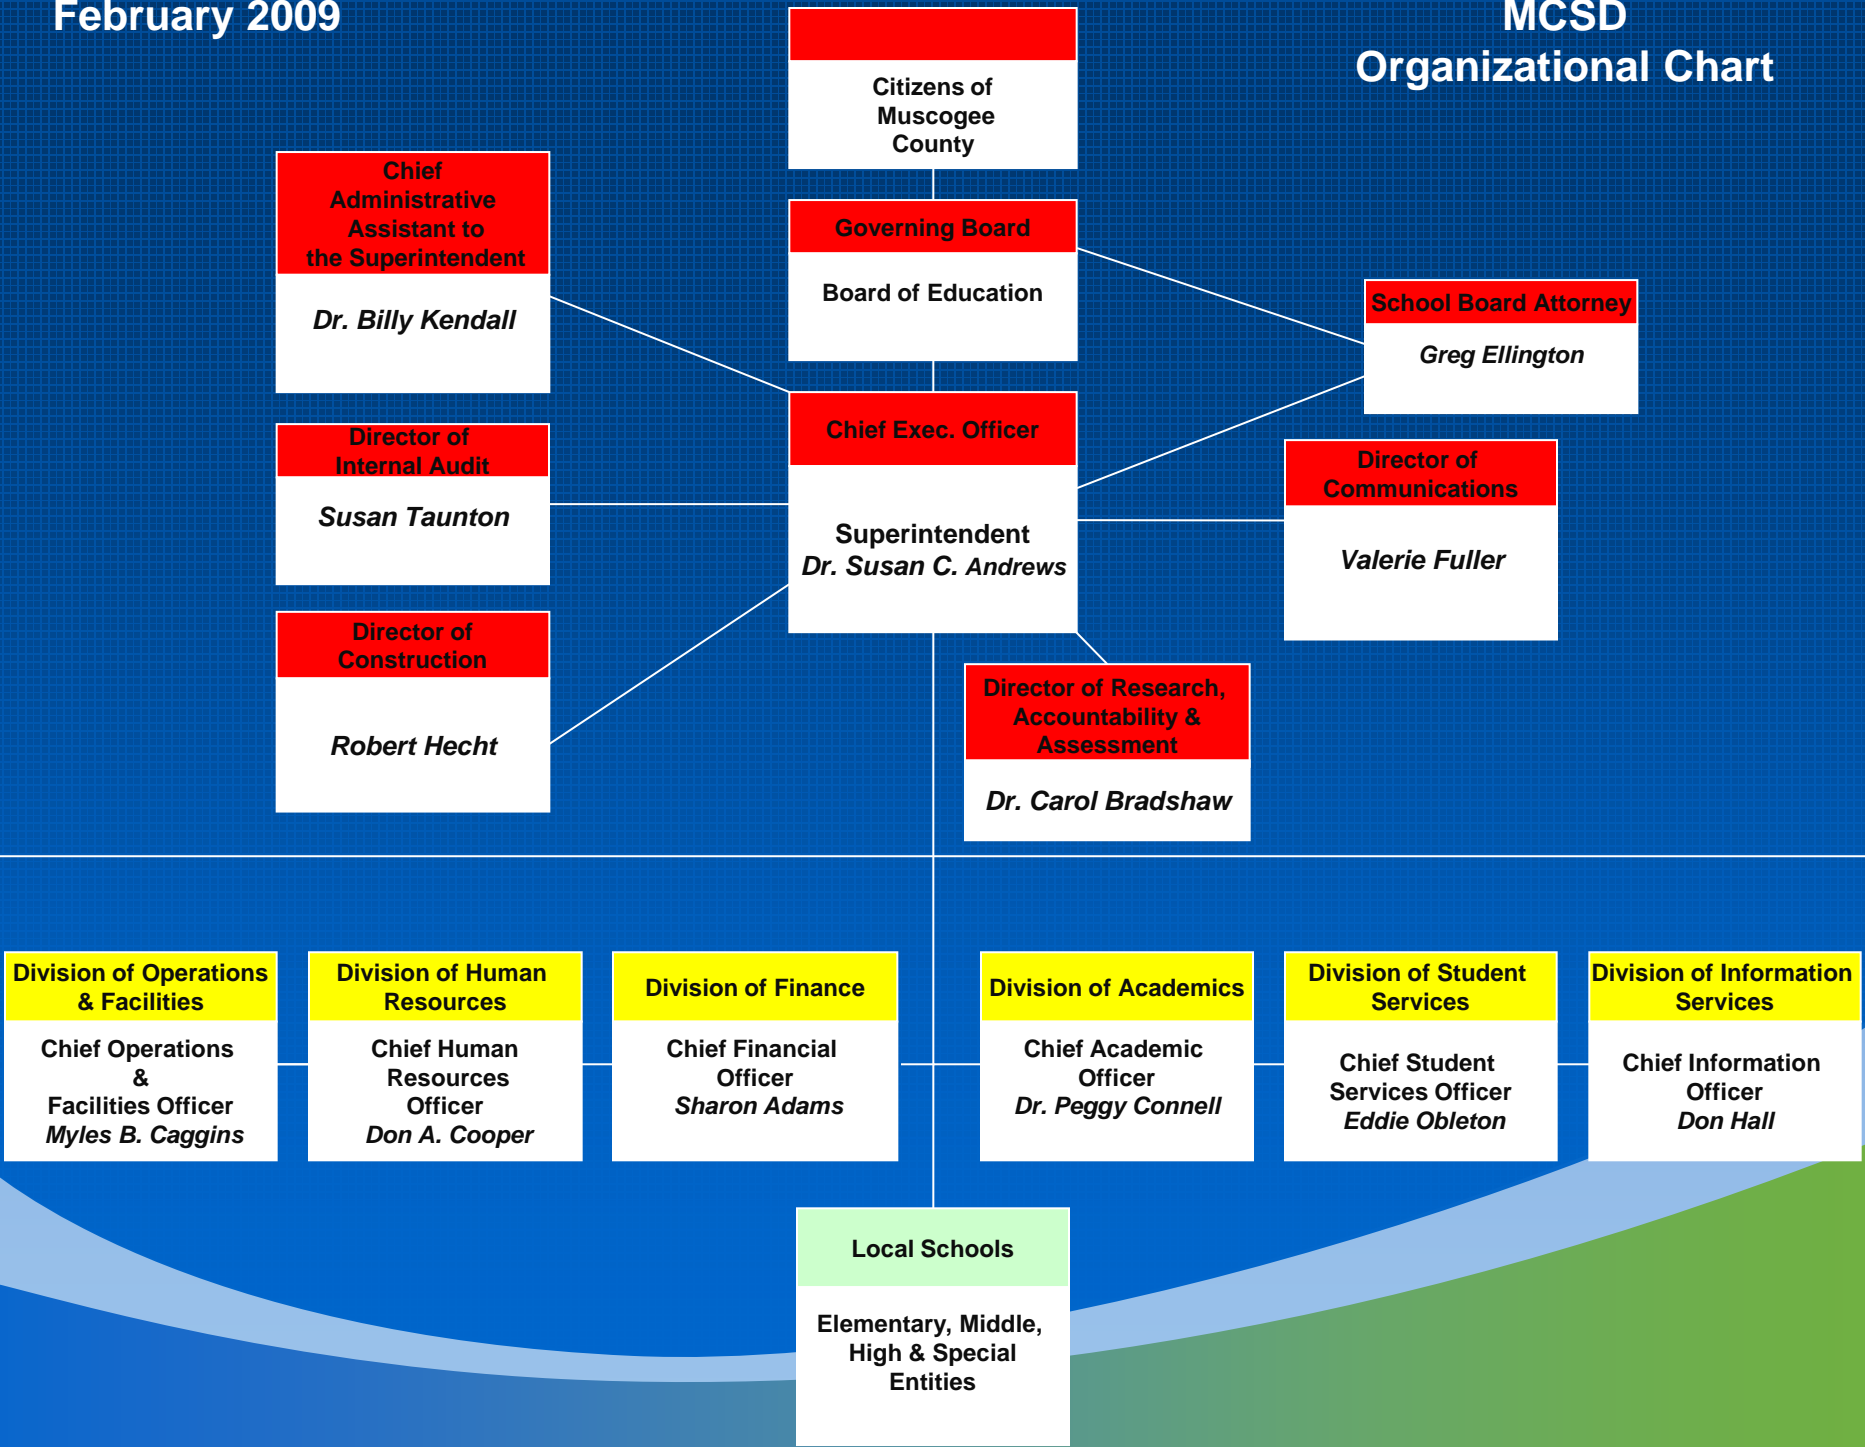 February 2009
MCSD
Organizational Chart
Citizens of
Muscogee
County
Chief
Administrative
Assistant to
the Superintendent
Dr. Billy Kendall
Governing Board
Board of Education
School Board Attorney
Greg Ellington
Director of
Internal Audit
Susan Taunton
Chief Exec. Officer
Superintendent
Dr. Susan C. Andrews
Director of
Communications
Valerie Fuller
Director of
Construction
Robert Hecht
Director of Research,
Accountability &
Assessment
Dr. Carol Bradshaw
Division of Operations
& Facilities
Chief Operations
&
Facilities Officer
Myles B. Caggins
Division of Human
Resources
Chief Human
Resources
Officer
Don A. Cooper
Division of Finance
Chief Financial
Officer
Sharon Adams
Division of Academics
Chief Academic
Officer
Dr. Peggy Connell
Division of Student
Services
Chief Student
Services Officer
Eddie Obleton
Division of Information
Services
Chief Information
Officer
Don Hall
Local Schools
Elementary, Middle,
High & Special
Entities